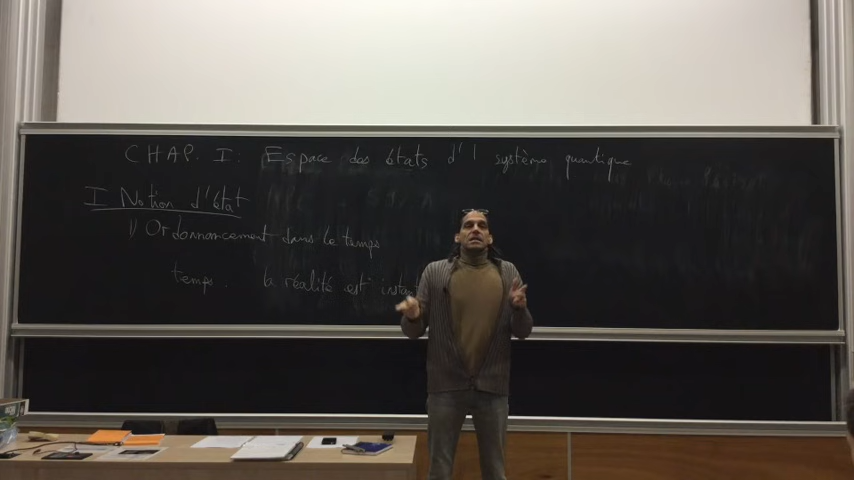 CHAP. I: Espace des états d'1 système quantique
I Notion d'état
1) Ordonnancement dans le temps
temps. la réalité est